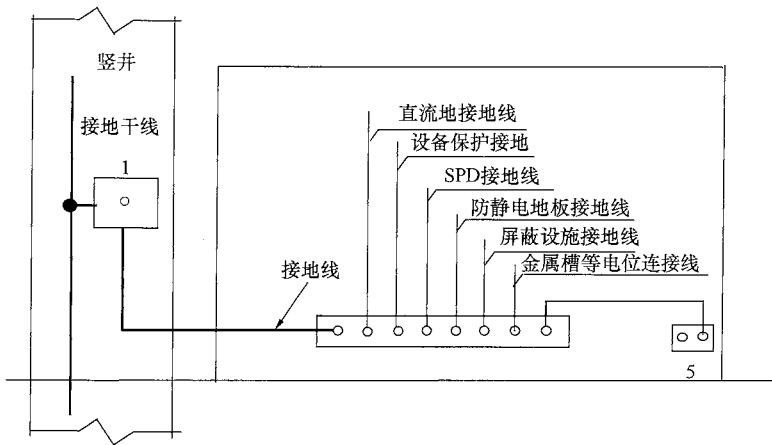 竖井
接地干线
1
直流地接地线
设备保护接地
SPD接地线
防静电地板接地线
屏蔽设施接地线
金属槽等电位连接线
接地线
5